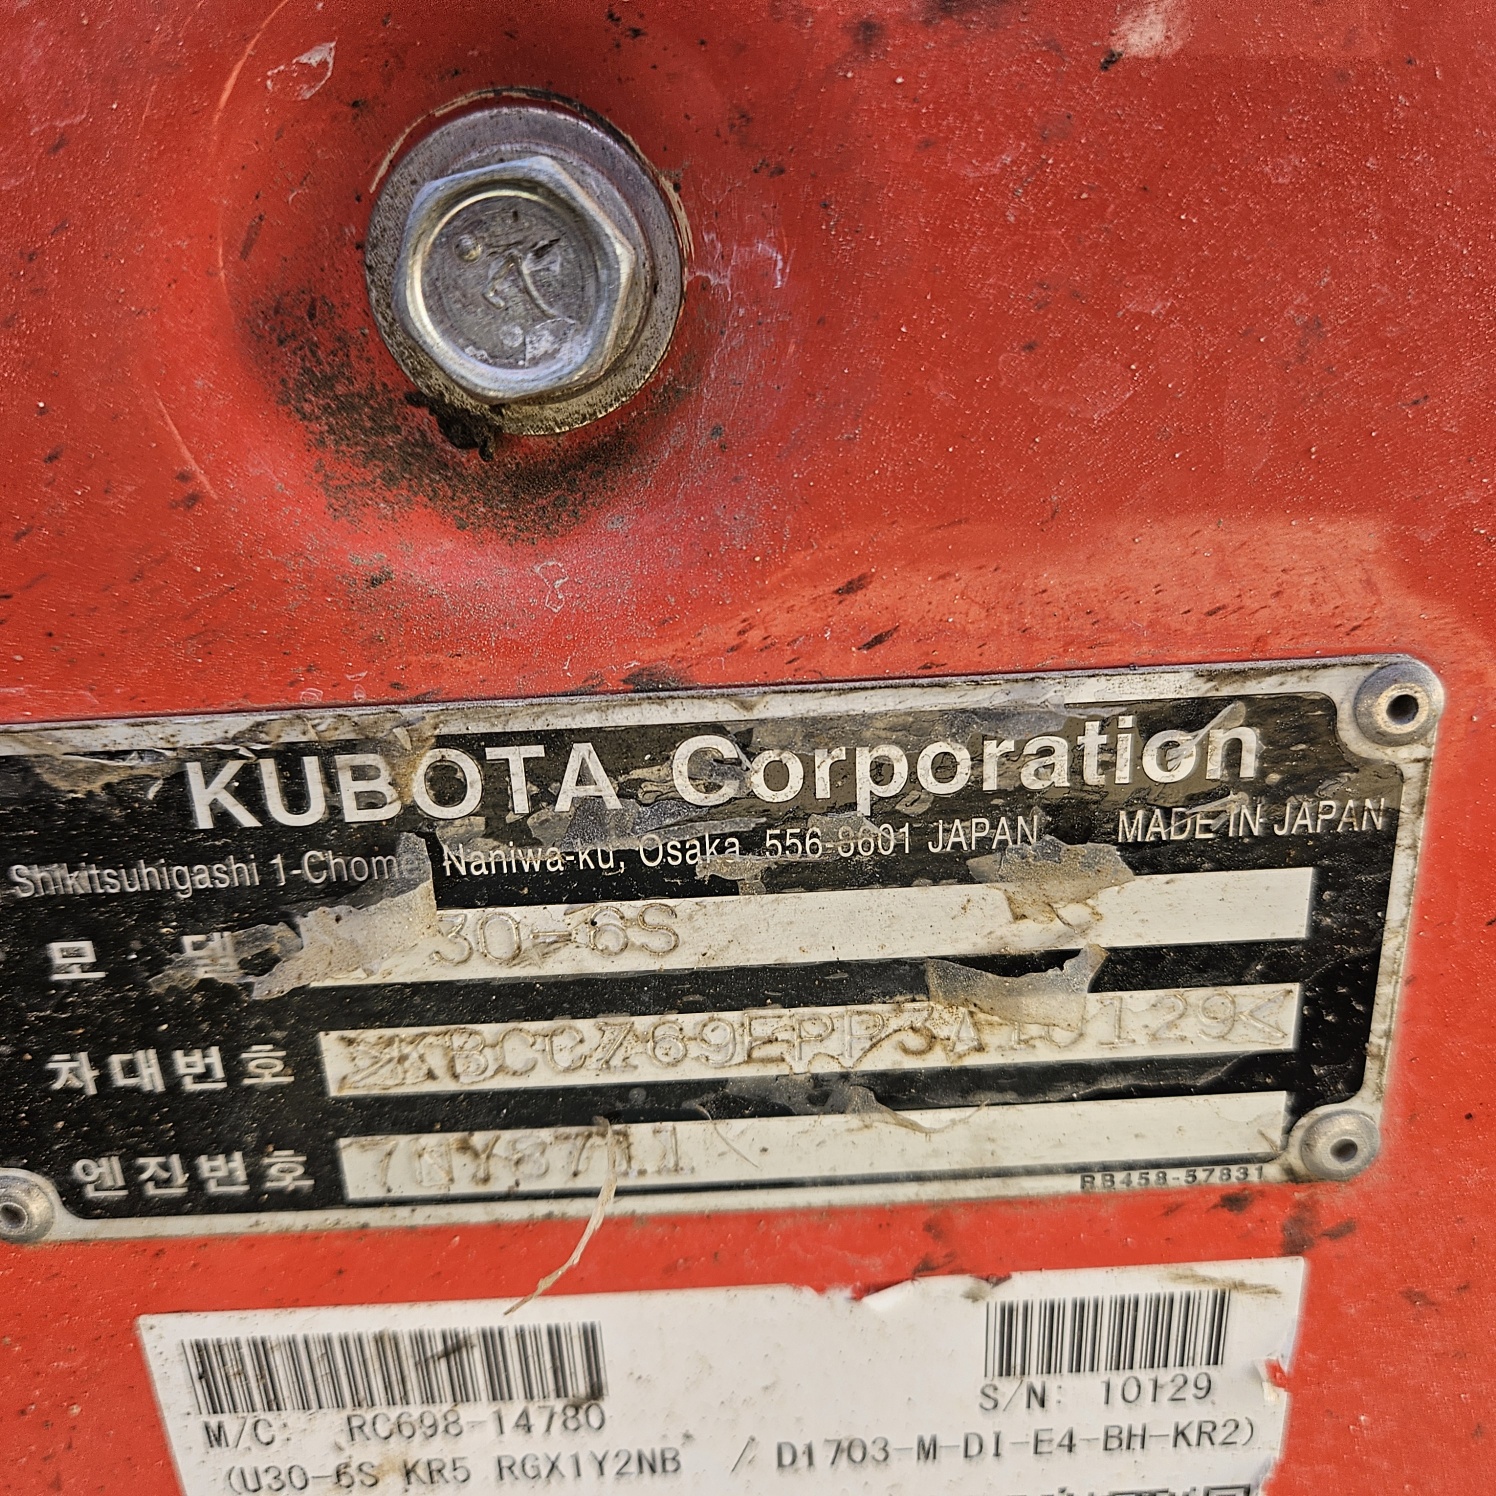 KUBOTA Corporation
Shikitsuhigashi 1-Chome Naniwa-ku, Osaka 556-8601 JAPAN MADE IN JAPAN
모 델 30-6S
차대번호
엔진번호
RB458-57831
S/N: 10129
M/C: RC698-14780
(U30-6S KR5 RGX1Y2NB / D1703-M-DI-E4-BH-KR2)